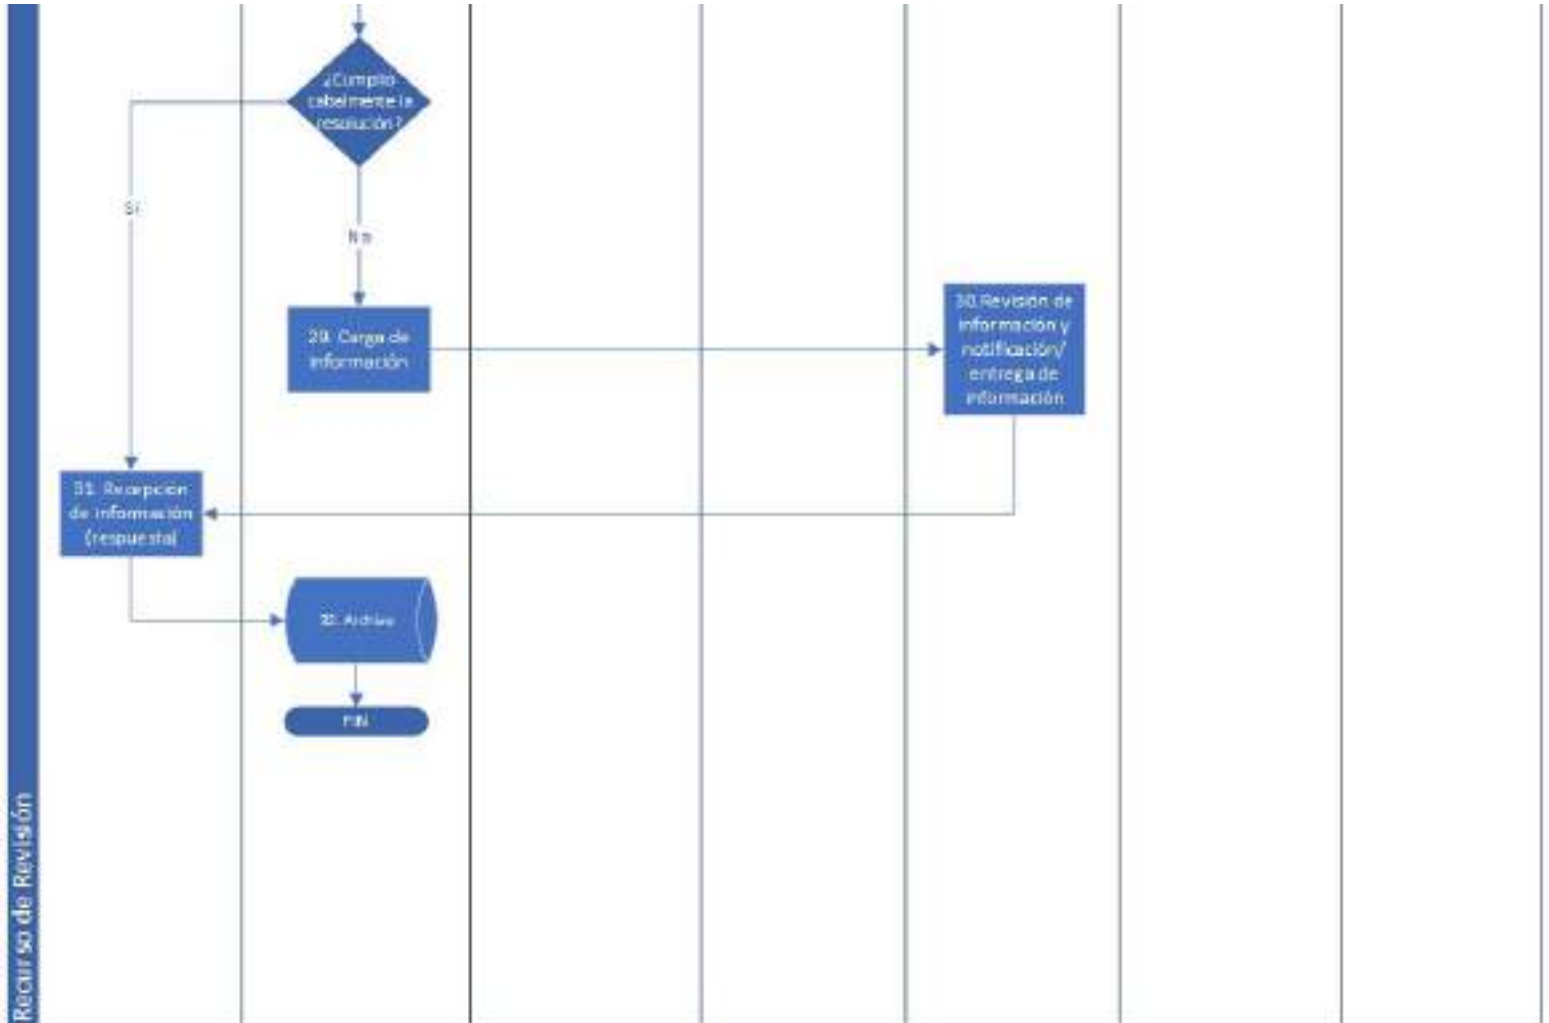 ¿Cumplio
cabalmente la
resolución?
Sí
No
29. Carga de
información
30.Revisión de
información y
notificación/
entrega de
información
31. Recepción
de información
(respuesta)
32. Archivo
FIN
Recurso de Revisión